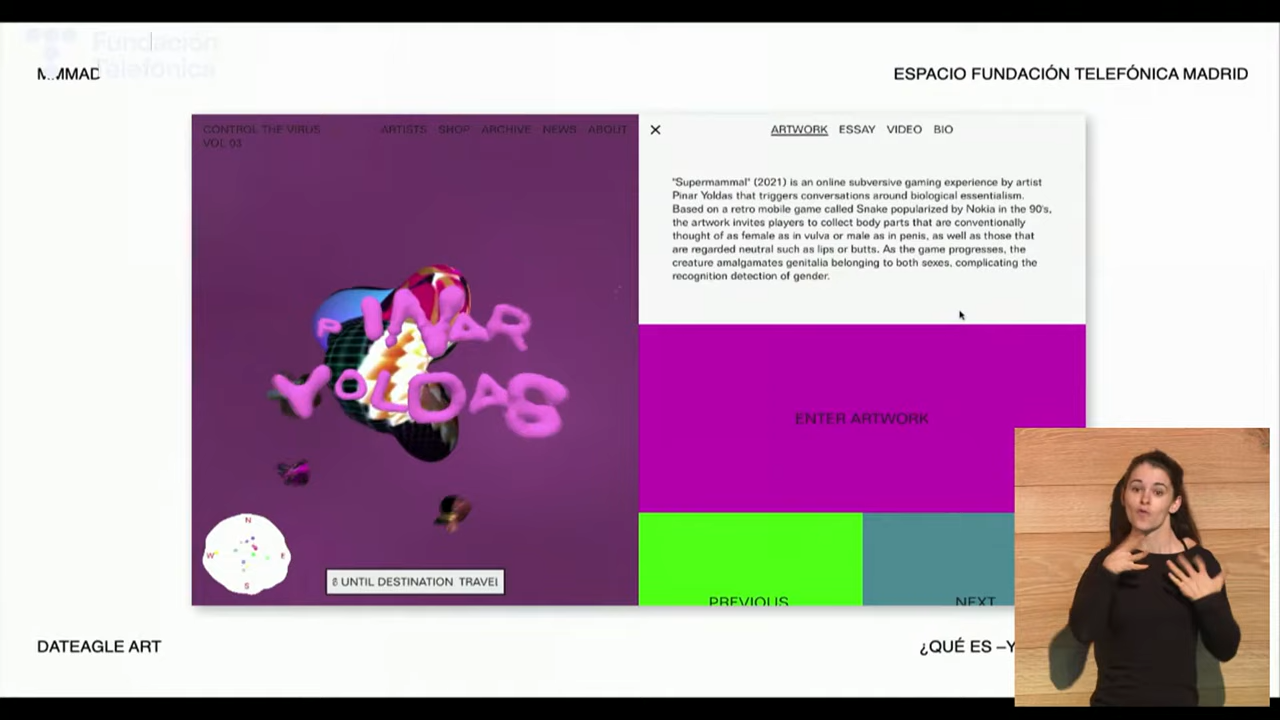 Fundación
Telefónica
ESPACIO FUNDACIÓN TELEFÓNICA MADRID
CONTROL THE VIRUS
VOL 03
ARTISTS SHOP ARCHIVE NEWS ABOUT
PINAR
YOLDAS
N
W E
S
8 UNTIL DESTINATION TRAVEL
×
ARTWORK ESSAY VIDEO BIO
"Supermammal" (2021) is an online subversive gaming experience by artist
Pinar Yoldas that triggers conversations around biological essentialism.
Based on a retro mobile game called Snake popularized by Nokia in the 90's,
the artwork invites players to collect body parts that are conventionally
thought of as female as in vulva or male as in penis, as well as those that
are regarded neutral such as lips or butts. As the game progresses, the
creature amalgamates genitalia belonging to both sexes, complicating the
recognition detection of gender.
ENTER ARTWORK
PREVIOUS
NEXT
DATEAGLE ART
¿QUÉ ES –Y